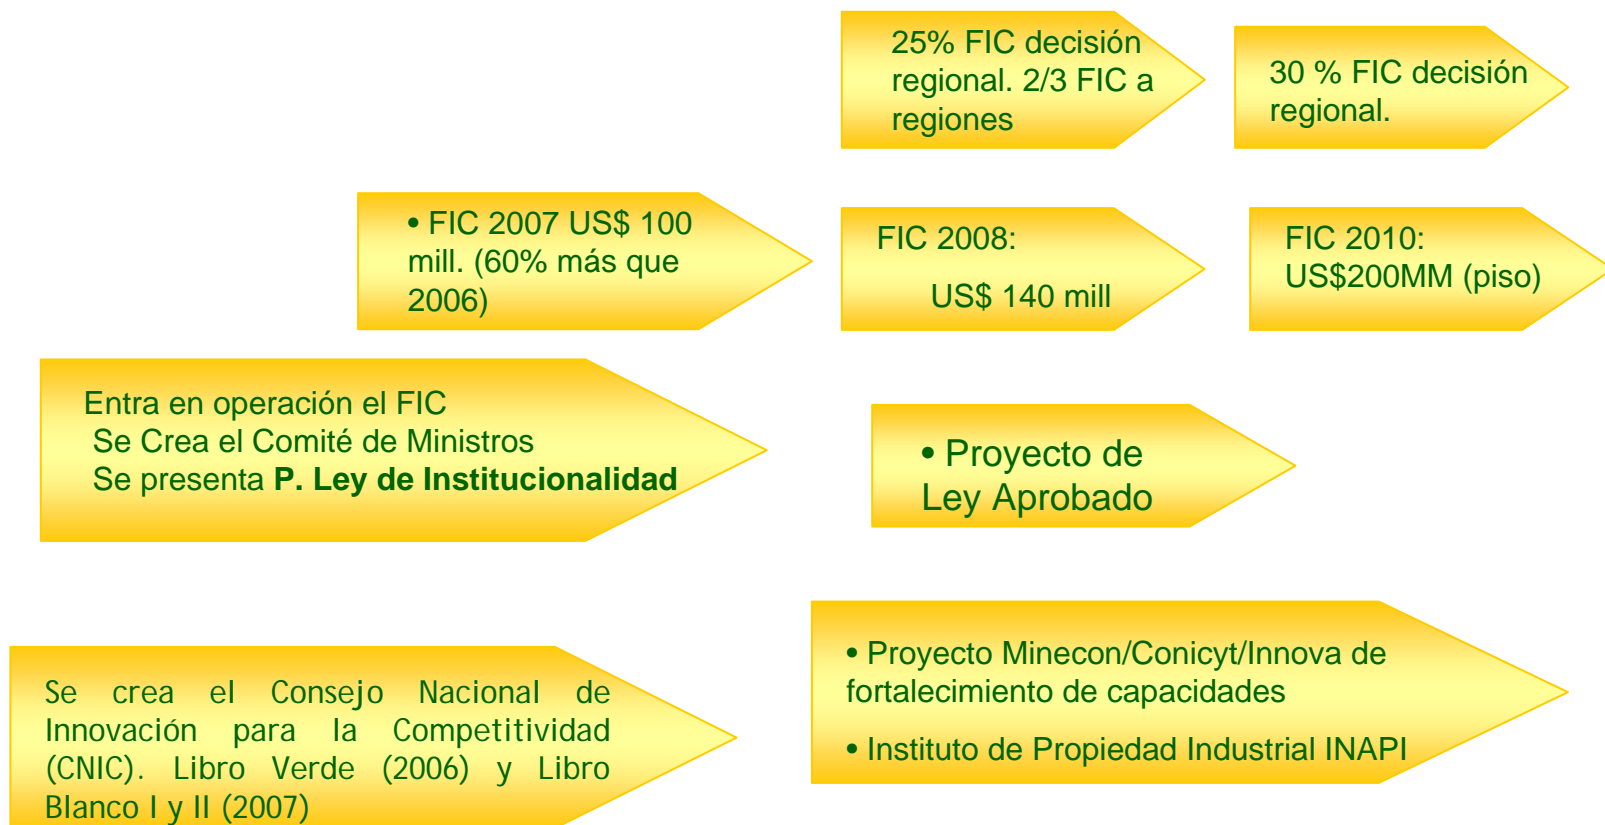 25% FIC decisión
regional. 2/3 FIC a
regiones
30 % FIC decisión
regional.
• FIC 2007 US$ 100
mill. (60% más que
2006)
FIC 2008:
US$ 140 mill
FIC 2010:
US$200MM (piso)
Entra en operación el FIC
Se Crea el Comité de Ministros
Se presenta P. Ley de Institucionalidad
• Proyecto de
Ley Aprobado
Se crea el Consejo Nacional de
Innovación para la Competitividad
(CNIC). Libro Verde (2006) y Libro
Blanco I y II (2007)
• Proyecto Minecon/Conicyt/Innova de
fortalecimiento de capacidades
• Instituto de Propiedad Industrial INAPI